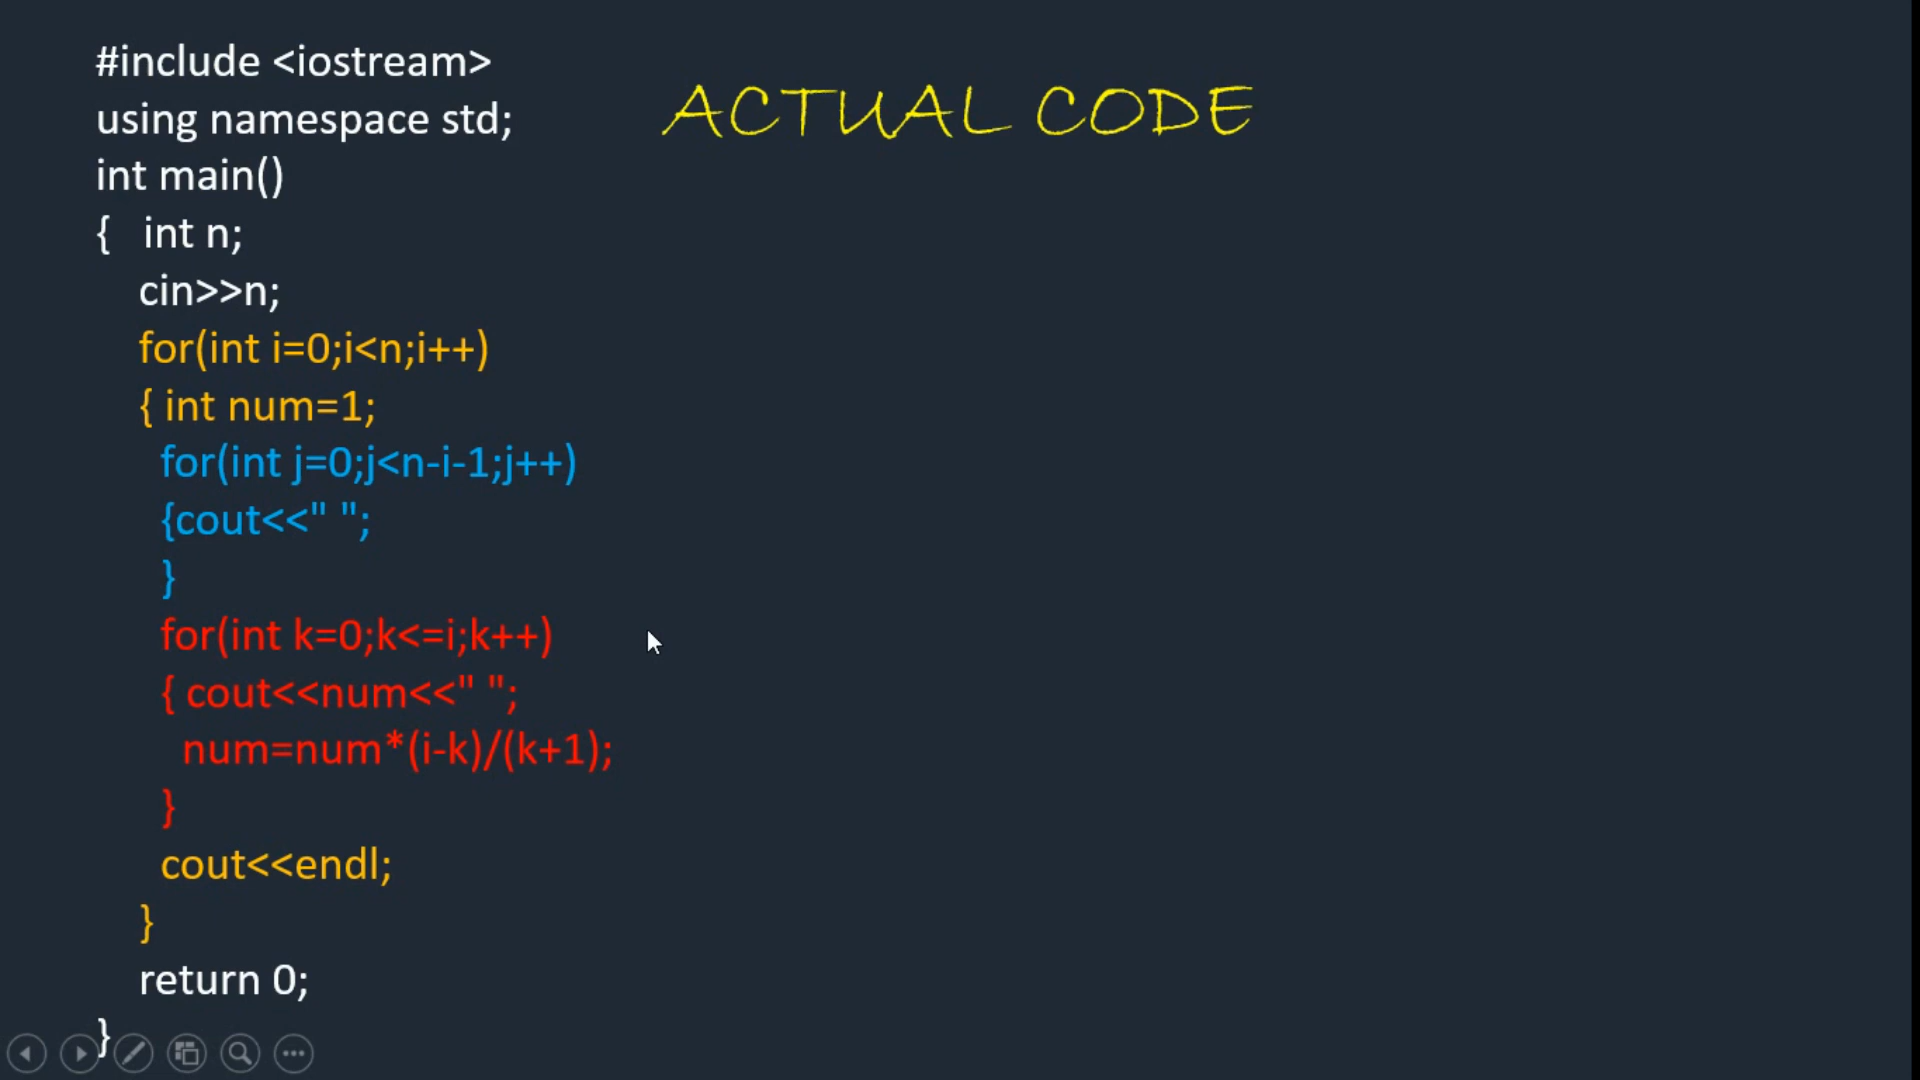 #include <iostream>
using namespace std;
ACTUAL CODE
int main()
{ int n;
cin>>n;
for(int i=0;i<n;i++)
{ int num=1;
for(int j=0;j<n-i-1;j++)
{cout<<" ";
}
for(int k=0;k<=i;k++)
{ cout<<num<<" ";
num=num*(i-k)/(k+1);
}
cout<<endl;
}
return 0;
}